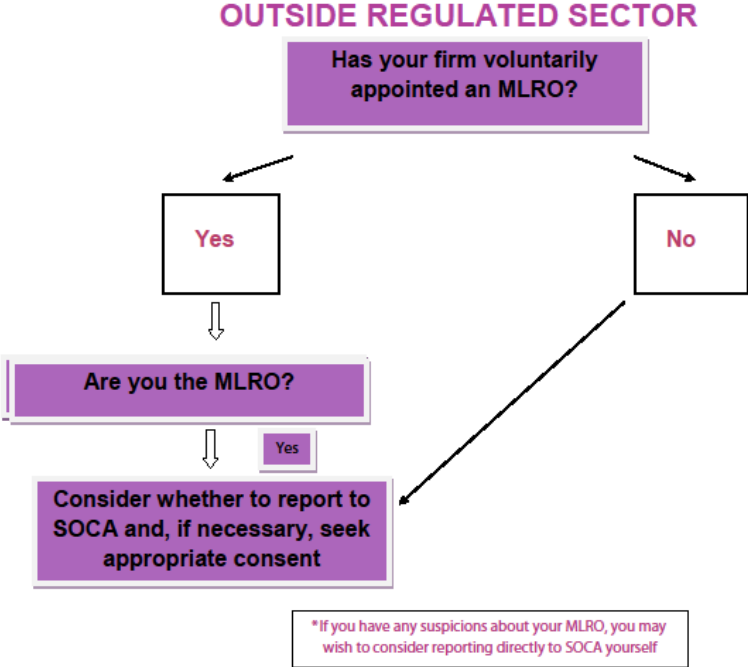 OUTSIDE REGULATED SECTOR
Has your firm voluntarily
appointed an MLRO?
Yes
No
Are you the MLRO?
Yes
Consider whether to report to
SOCA and, if necessary, seek
appropriate consent
*If you have any suspicions about your MLRO, you may
wish to consider reporting directly to SOCA yourself